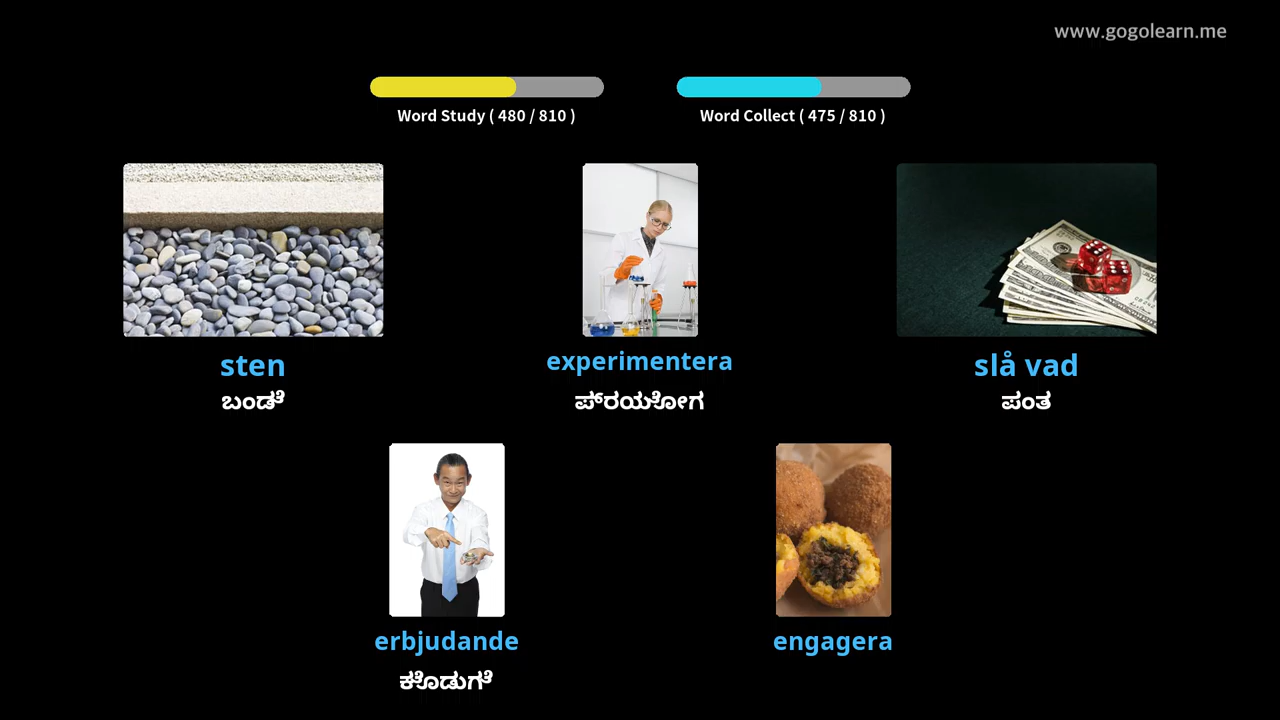 www.gogolearn.me
Word Study ( 480 / 810 )
Word Collect ( 475 / 810 )
sten
experimentera
slå vad
ಬಂಡೆ
ಪ್ರಯೋಗ
ಪಂತ
erbjudande
engagera
ಕೊಡುಗೆ